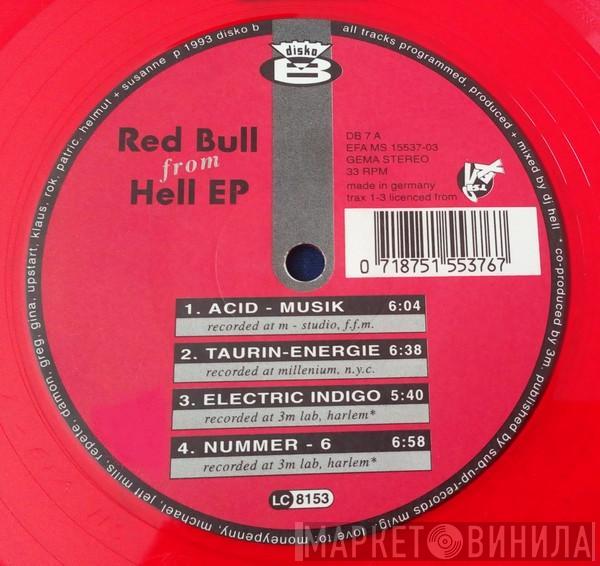 disko
B
Red Bull
from
Hell EP
DB 7 A
EFA MS 15537-03
GEMA STEREO
33 RPM
made in germany
trax 1-3 licenced from
0 718751 553767
1. ACID - MUSIK 6:04
recorded at m - studio, f.f.m.
2. TAURIN-ENERGIE 6:38
recorded at millenium, n.y.c.
3. ELECTRIC INDIGO 5:40
recorded at 3m lab, harlem*
4. NUMMER - 6 6:58
recorded at 3m lab, harlem*
LC 8153
all tracks programmed, produced + mixed by dj hell * co-produced by 3m. published by sub-up-records mvlg. love to: moneypenny, michael, jeff mills, repete, damon, greg, gina, upstart, klaus, rok, patric, helmut + susanne p 1993 disko b
МАРКЕТ ВИНИЛА